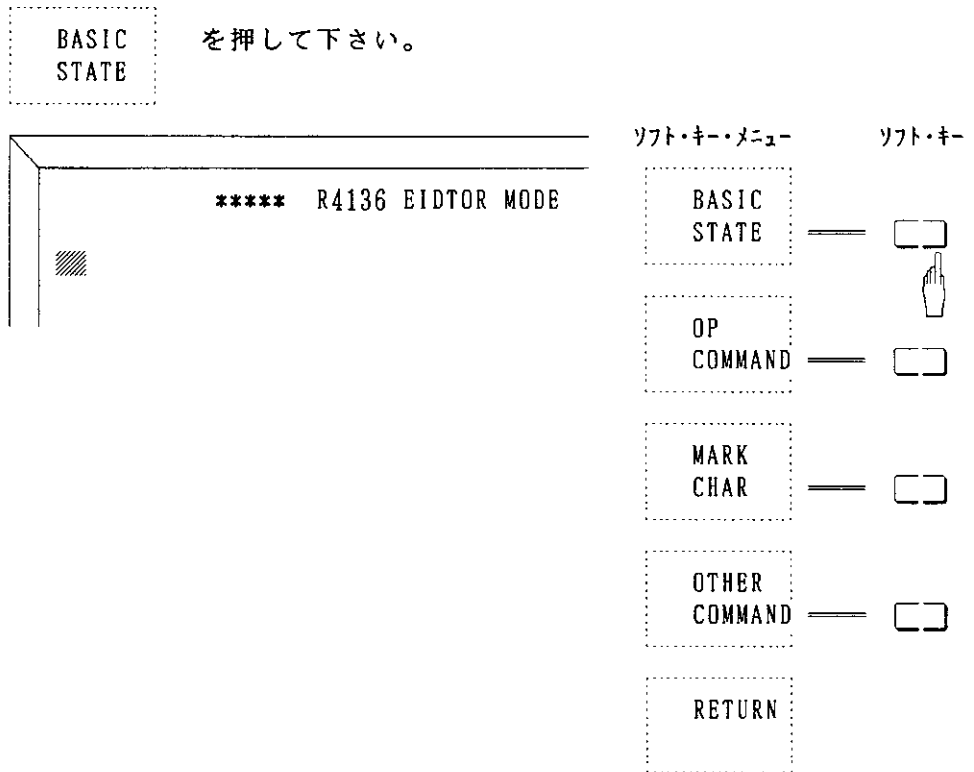 BASIC
STATE
を押して下さい。
ソフト・キー・メニュー
ソフト・キー
***** R4136 EIDTOR MODE
BASIC
STATE
OP
COMMAND
MARK
CHAR
OTHER
COMMAND
RETURN